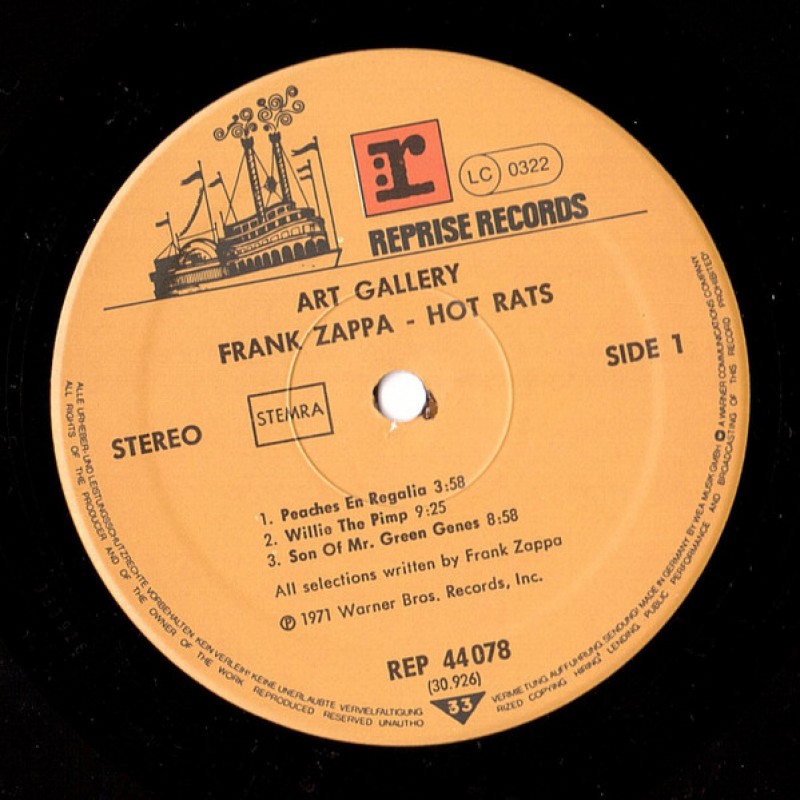 r
LC 0322
REPRISE RECORDS
ART GALLERY
FRANK ZAPPA - HOT RATS
SIDE 1
STEREO
STEMRA
1. Peaches En Regalia 3:58
2. Willie The Pimp 9:25
3. Son Of Mr. Green Genes 8:58
All selections written by Frank Zappa
℗ 1971 Warner Bros. Records, Inc.
REP 44078
(30.926)
33
ALLE URHEBER-UND LEISTUNGSSCHUTZRECHTE VORBEHALTEN KEIN VERLEIH! KEINE UNERLAUBTE VERVIELFÄLTIGUNG VERMIETUNG, AUFFÜHRUNG, SENDUNG! MADE IN GERMANY BY WEA MUSIK GMBH A WARNER COMMUNICATIONS COMPANY
ALL RIGHTS OF THE PRODUCER AND OF THE OWNER OF THE WORK REPRODUCED RESERVED UNAUTHORIZED COPYING HIRING LENDING PUBLIC PERFORMANCE AND BROADCASTING OF THIS RECORD PROHIBITED!